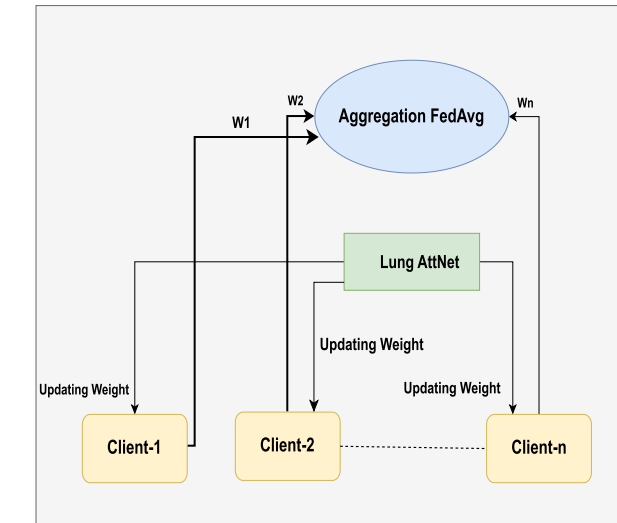 W2
Wn
Aggregation FedAvg
W1
Lung AttNet
Updating Weight
Updating Weight
Updating Weight
Client-1
Client-2
Client-n